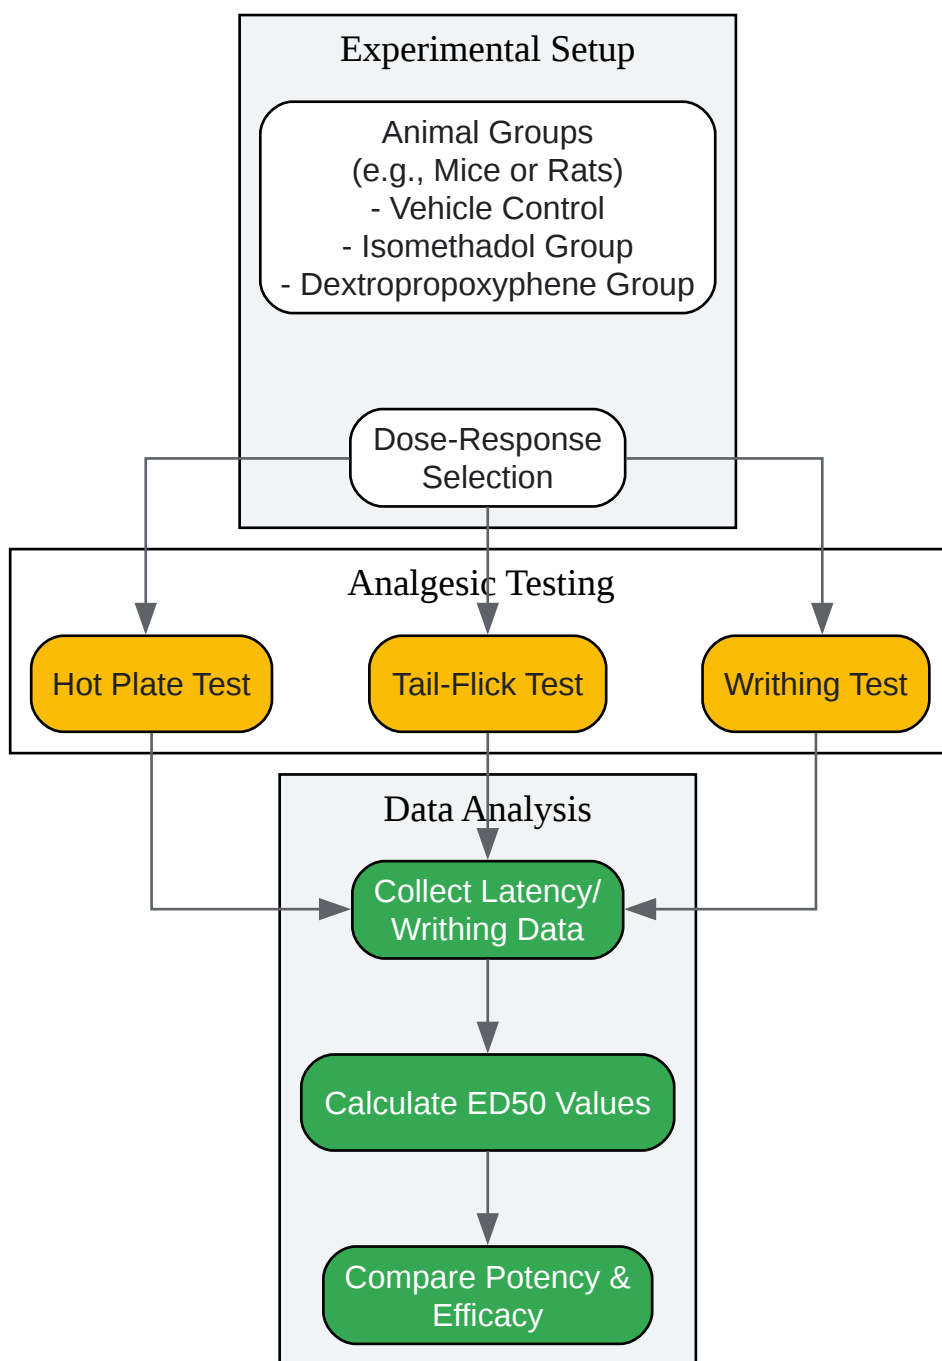 Experimental Setup
Animal Groups
(e.g., Mice or Rats)
- Vehicle Control
- Isomethadol Group
- Dextropropoxyphene Group
Dose-Response
Selection
Analgesic Testing
Hot Plate Test
Tail-Flick Test
Writhing Test
Data Analysis
Collect Latency/
Writhing Data
Calculate ED50 Values
Compare Potency &
Efficacy